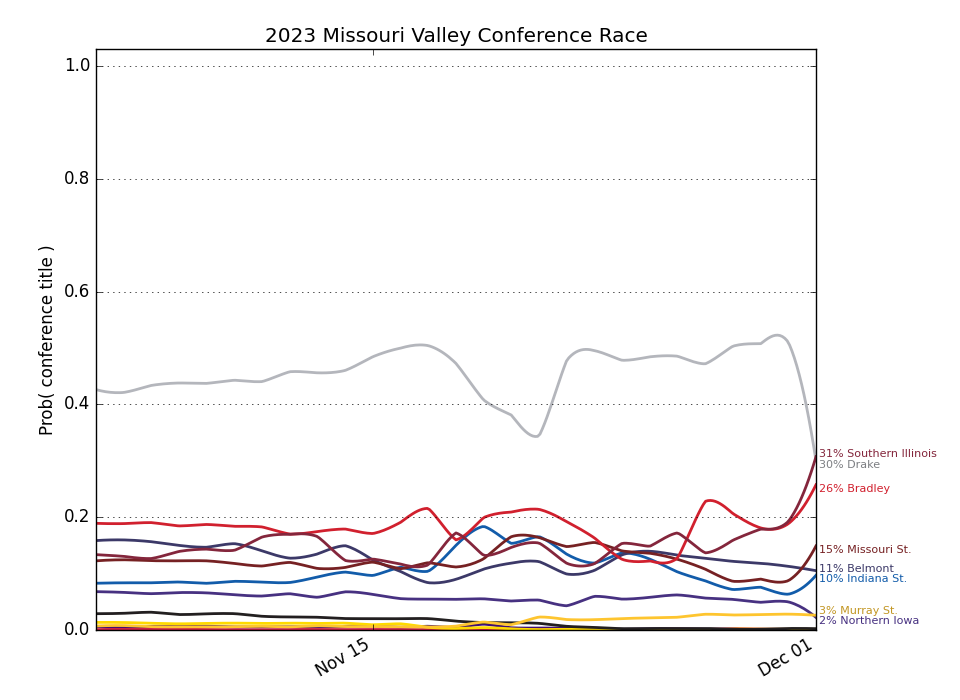 2023 Missouri Valley Conference Race
Prob( conference title )
1.0
0.8
0.6
0.4
0.2
0.0
Nov 15
Dec 01
31% Southern Illinois
30% Drake
26% Bradley
15% Missouri St.
11% Belmont
10% Indiana St.
3% Murray St.
2% Northern Iowa